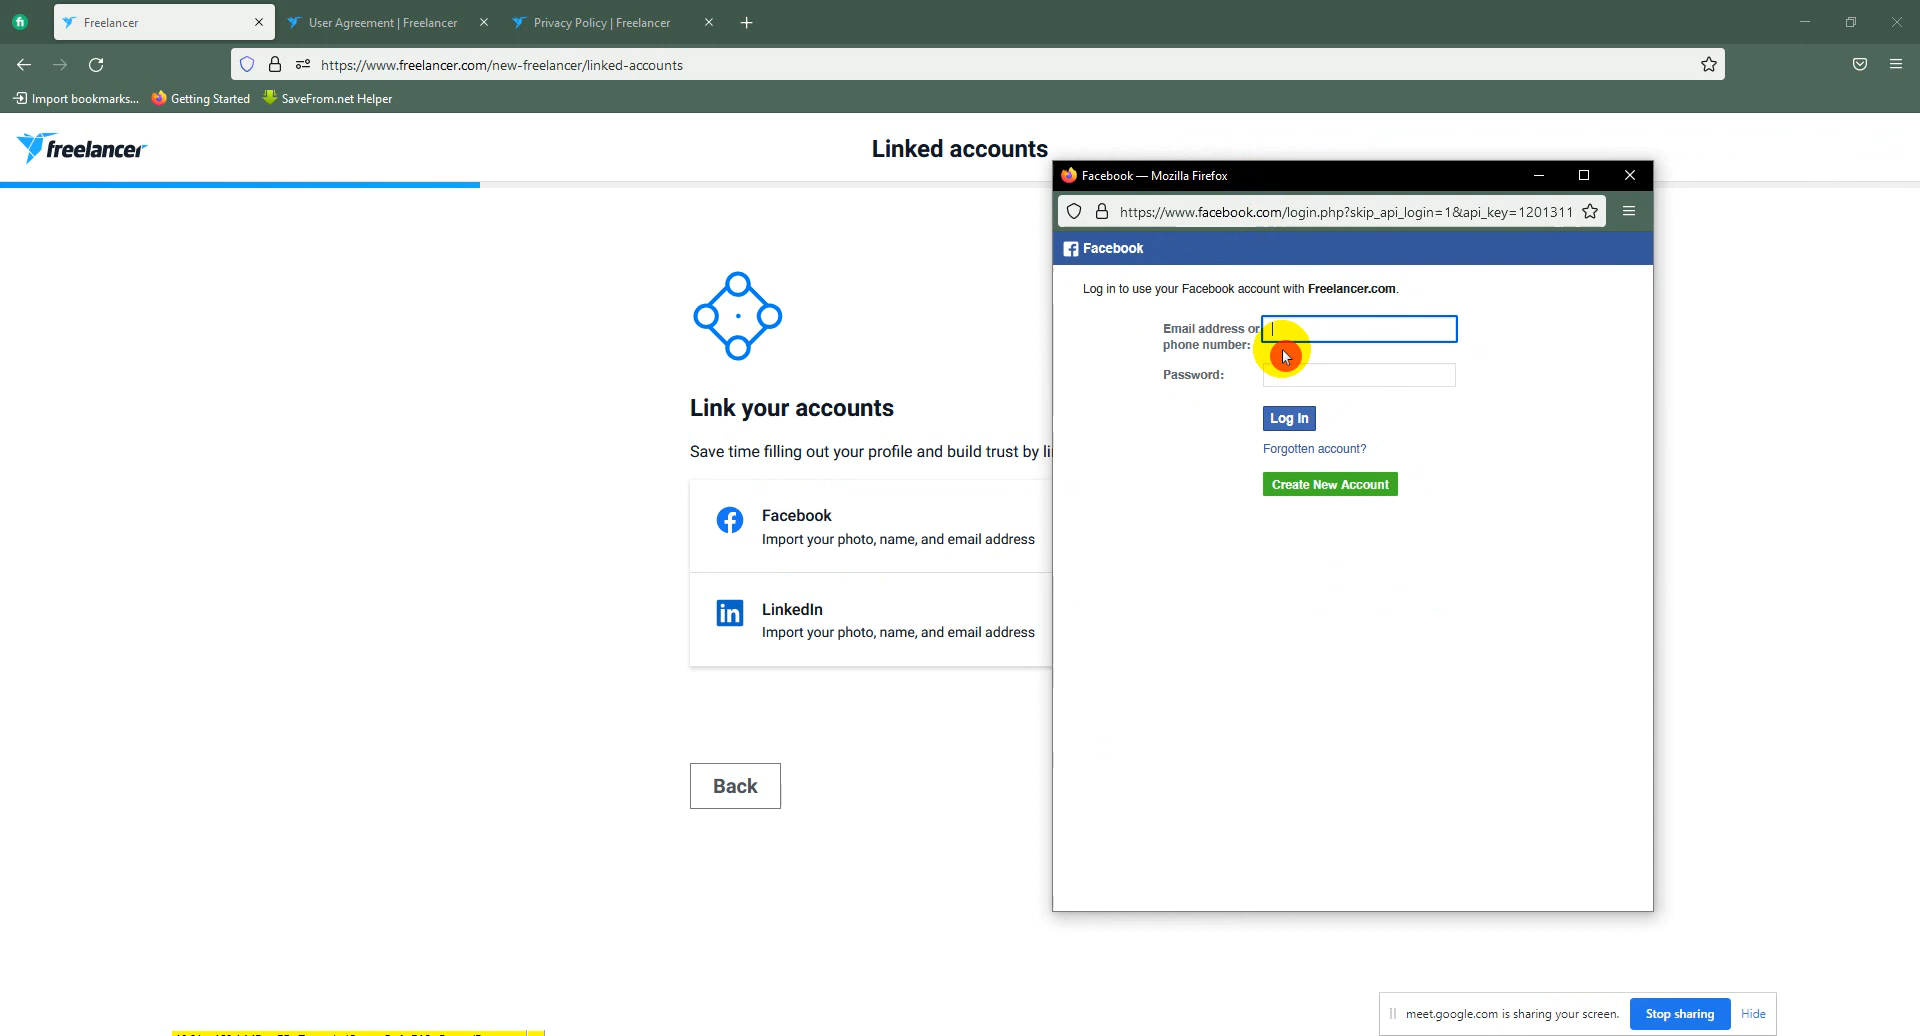 Freelancer
User Agreement | Freelancer
Privacy Policy | Freelancer
https://www.freelancer.com/new-freelancer/linked-accounts
Import bookmarks...
Getting Started
SaveFrom.net Helper
freelancer
Linked accounts
Facebook — Mozilla Firefox
https://www.facebook.com/login.php?skip_api_login=1&api_key=1201311
Facebook
Log in to use your Facebook account with Freelancer.com.
Email address or
phone number:
Password:
Log In
Forgotten account?
Create New Account
Link your accounts
Save time filling out your profile and build trust by li
Facebook
Import your photo, name, and email address
in
LinkedIn
Import your photo, name, and email address
Back
meet.google.com is sharing your screen.
Stop sharing
Hide